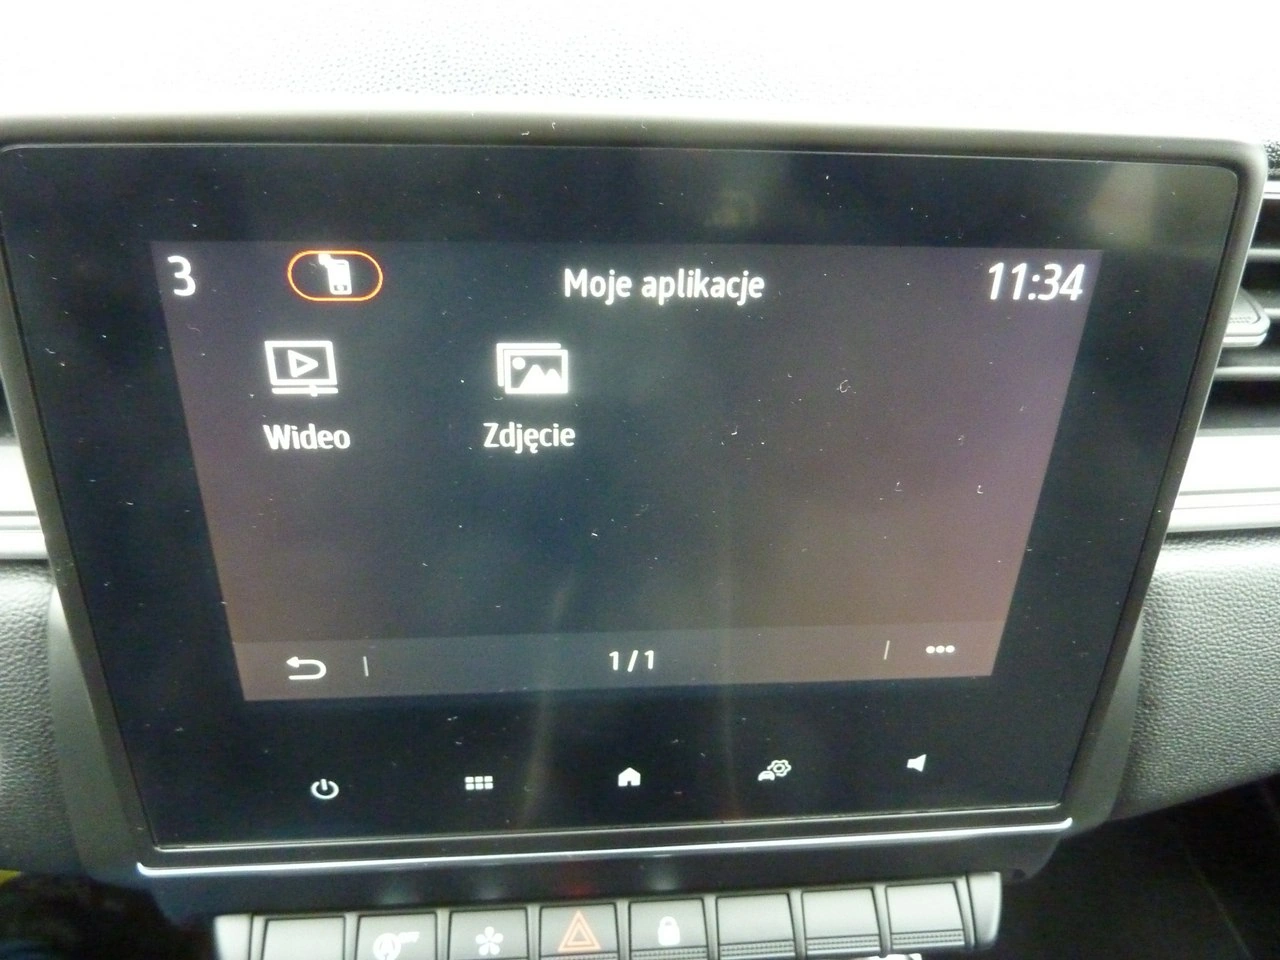 3 Moje aplikacje 11:34
Wideo Zdjęcie
1/1